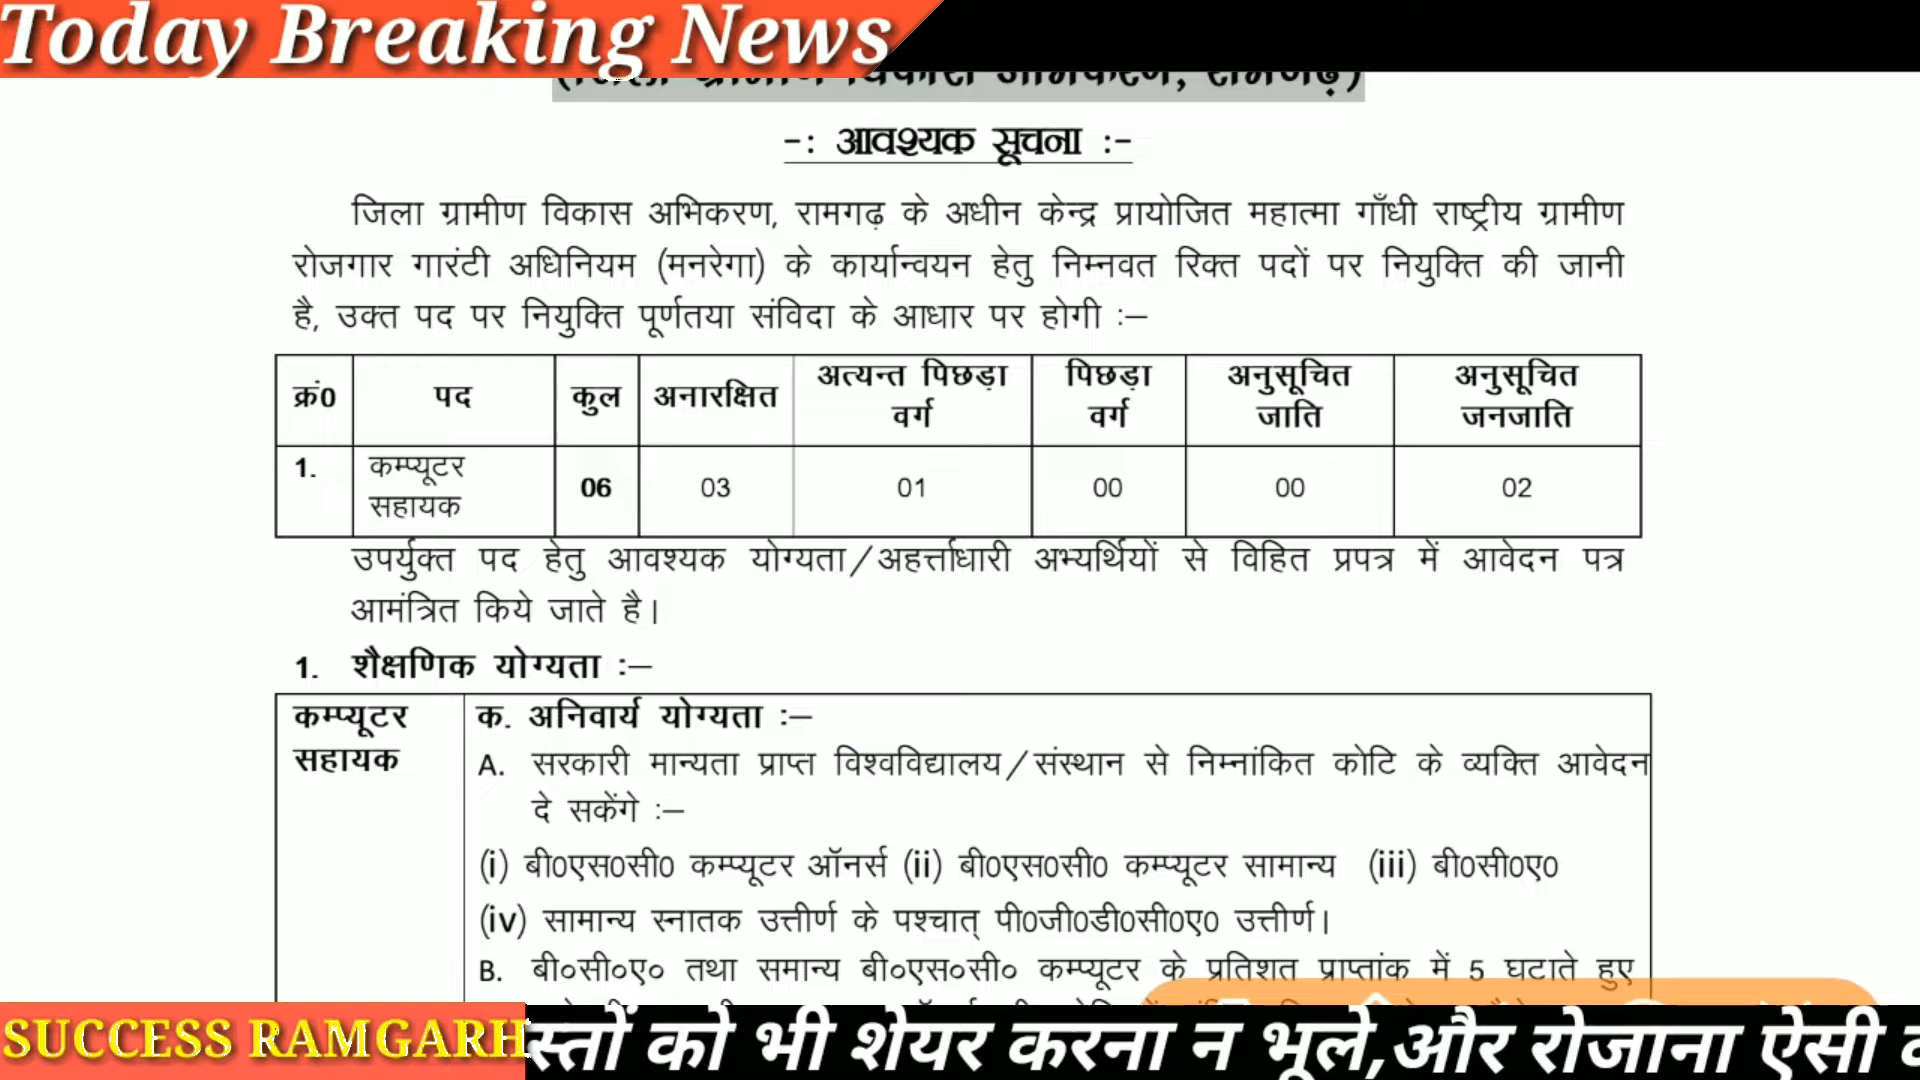 Today Breaking News
(जिला ग्रामीण विकास अभिकरण, रामगढ़)
-: आवश्यक सूचना :-
जिला ग्रामीण विकास अभिकरण, रामगढ़ के अधीन केन्द्र प्रायोजित महात्मा गाँधी राष्ट्रीय ग्रामीण
रोजगार गारंटी अधिनियम (मनरेगा) के कार्यान्वयन हेतु निम्नवत रिक्त पदों पर नियुक्ति की जानी
है, उक्त पद पर नियुक्ति पूर्णतया संविदा के आधार पर होगी :–
क्रं0 पद कुल अनारक्षित अत्यन्त पिछड़ा वर्ग पिछड़ा वर्ग अनुसूचित जाति अनुसूचित जनजाति
1. कम्प्यूटर सहायक 06 03 01 00 00 02
उपर्युक्त पद हेतु आवश्यक योग्यता/अहर्त्ताधारी अभ्यर्थियों से विहित प्रपत्र में आवेदन पत्र
आमंत्रित किये जाते है।
1. शैक्षणिक योग्यता :–
कम्प्यूटर सहायक
क. अनिवार्य योग्यता :–
A. सरकारी मान्यता प्राप्त विश्वविद्यालय/संस्थान से निम्नांकित कोटि के व्यक्ति आवेदन
दे सकेंगे :–
(i) बी0एस0सी0 कम्प्यूटर ऑनर्स (ii) बी0एस0सी0 कम्प्यूटर सामान्य (iii) बी0सी0ए0
(iv) सामान्य स्नातक उत्तीर्ण के पश्चात् पी0जी0डी0सी0ए0 उत्तीर्ण।
B. बी०सी०ए० तथा समान्य बी०एस०सी० कम्प्यूटर के प्रतिशत प्राप्तांक में 5 घटाते हुए
SUCCESS RAMGARH
स्तों को भी शेयर करना न भूले,और रोजाना ऐसी